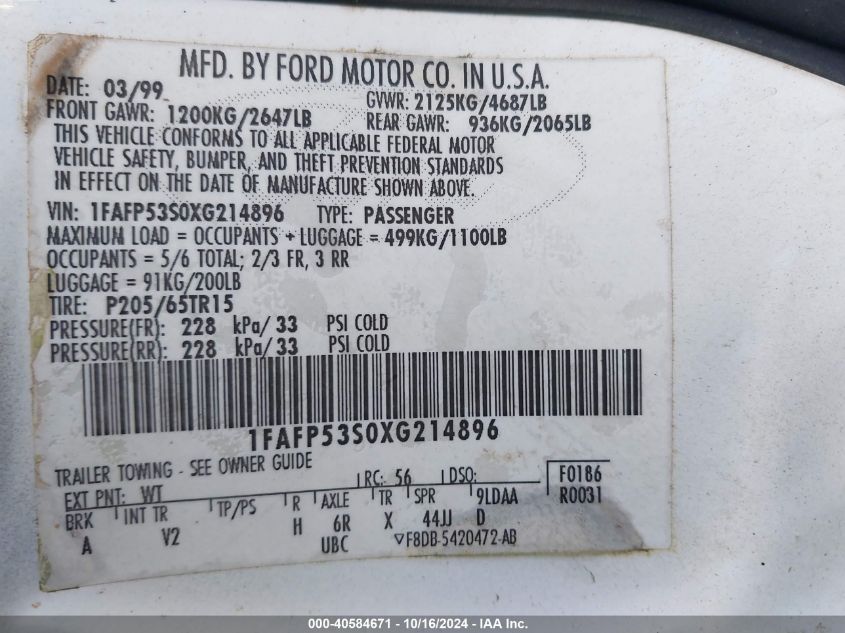 MFD. BY FORD MOTOR CO. IN U.S.A.
DATE: 03/99 GVWR: 2125KG/4687LB
FRONT GAWR: 1200KG/2647LB REAR GAWR: 936KG/2065LB
THIS VEHICLE CONFORMS TO ALL APPLICABLE FEDERAL MOTOR
VEHICLE SAFETY, BUMPER, AND THEFT PREVENTION STANDARDS
IN EFFECT ON THE DATE OF MANUFACTURE SHOWN ABOVE.
VIN: 1FAFP53S0XG214896 TYPE: PASSENGER
MAXIMUM LOAD = OCCUPANTS + LUGGAGE = 499KG/1100LB
OCCUPANTS = 5/6 TOTAL; 2/3 FR, 3 RR
LUGGAGE = 91KG/200LB
TIRE: P205/65TR15
PRESSURE(FR): 228 kPa/ 33 PSI COLD
PRESSURE(RR): 228 kPa/ 33 PSI COLD
1FAFP53S0XG214896
TRAILER TOWING - SEE OWNER GUIDE
EXT PNT: WT RC: 56 DSO: F0186
BRK INT TR TP/PS R AXLE TR SPR 9LDAA R0031
A V2 H 6R X 44JJ D
UBC ▽F8DB-5420472-AB
000-40584671 - 10/16/2024 - IAA Inc.